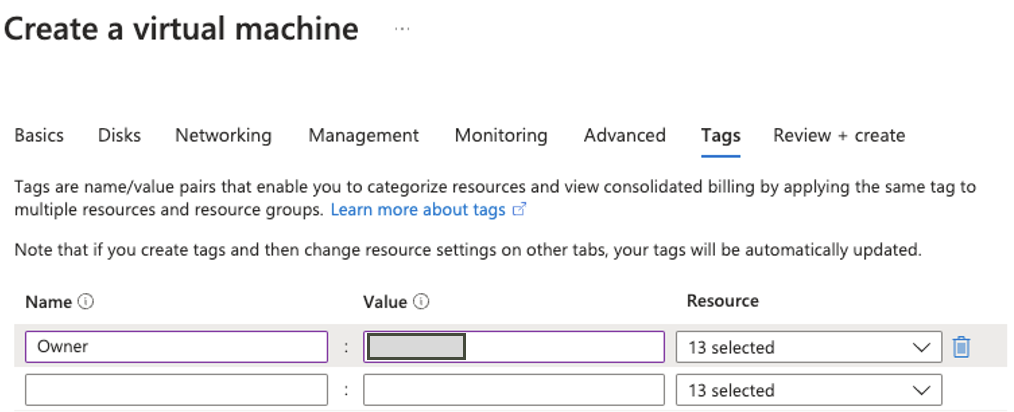 Create a virtual machine ...
Basics Disks Networking Management Monitoring Advanced Tags Review + create
Tags are name/value pairs that enable you to categorize resources and view consolidated billing by applying the same tag to
multiple resources and resource groups. Learn more about tags
Note that if you create tags and then change resource settings on other tabs, your tags will be automatically updated.
Name Value Resource
Owner : 13 selected
: 13 selected